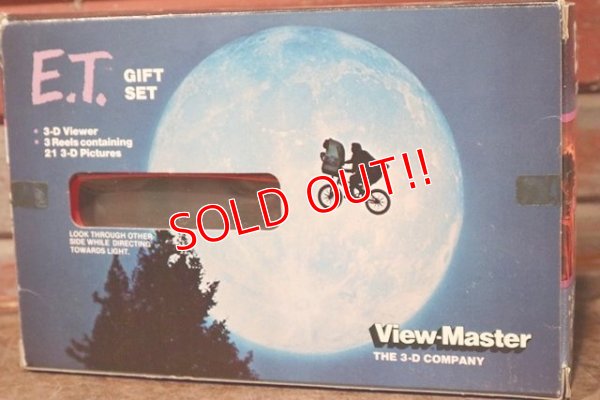 E.T.
GIFT
SET
• 3-D Viewer
• 3 Reels containing
21 3-D Pictures
LOOK THROUGH OTHER
SIDE WHILE DIRECTING
TOWARDS LIGHT.
SOLD OUT!!
View-Master
THE 3-D COMPANY